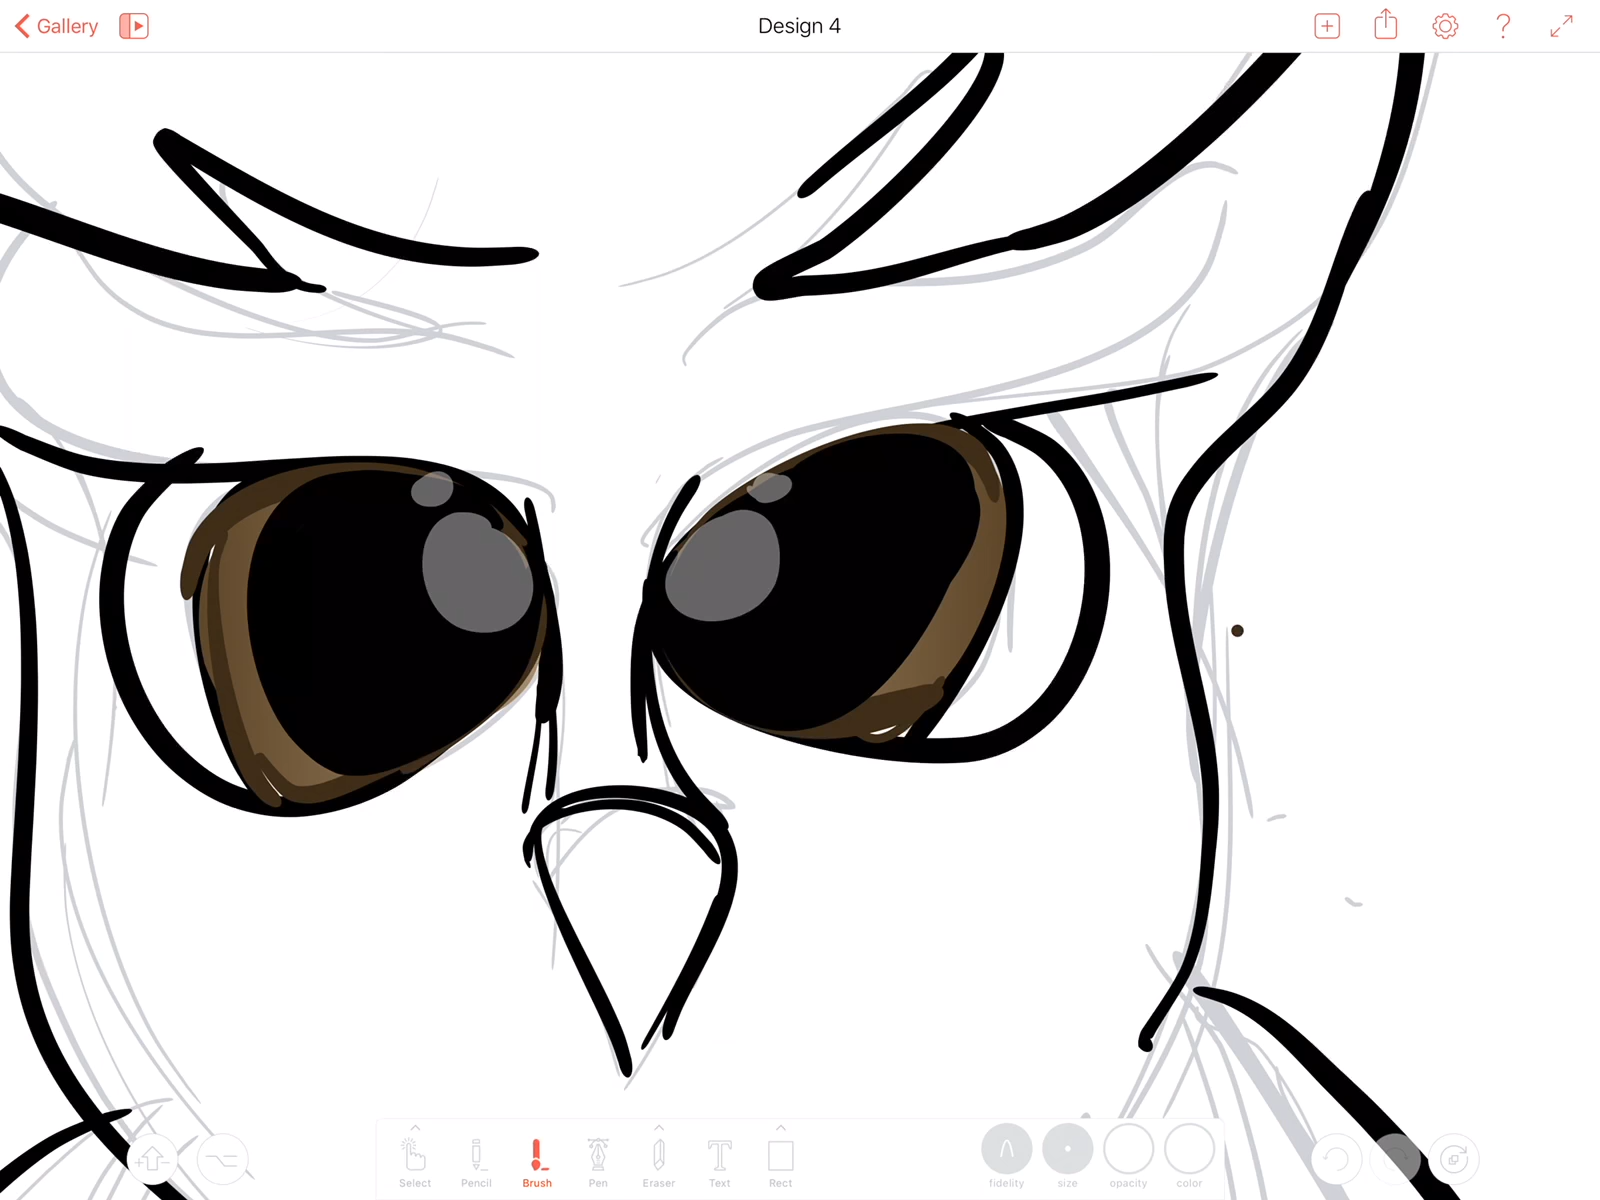 Gallery
Design 4
Select
Pencil
Brush
Pen
Eraser
Text
Rect
fidelity
size
opacity
color